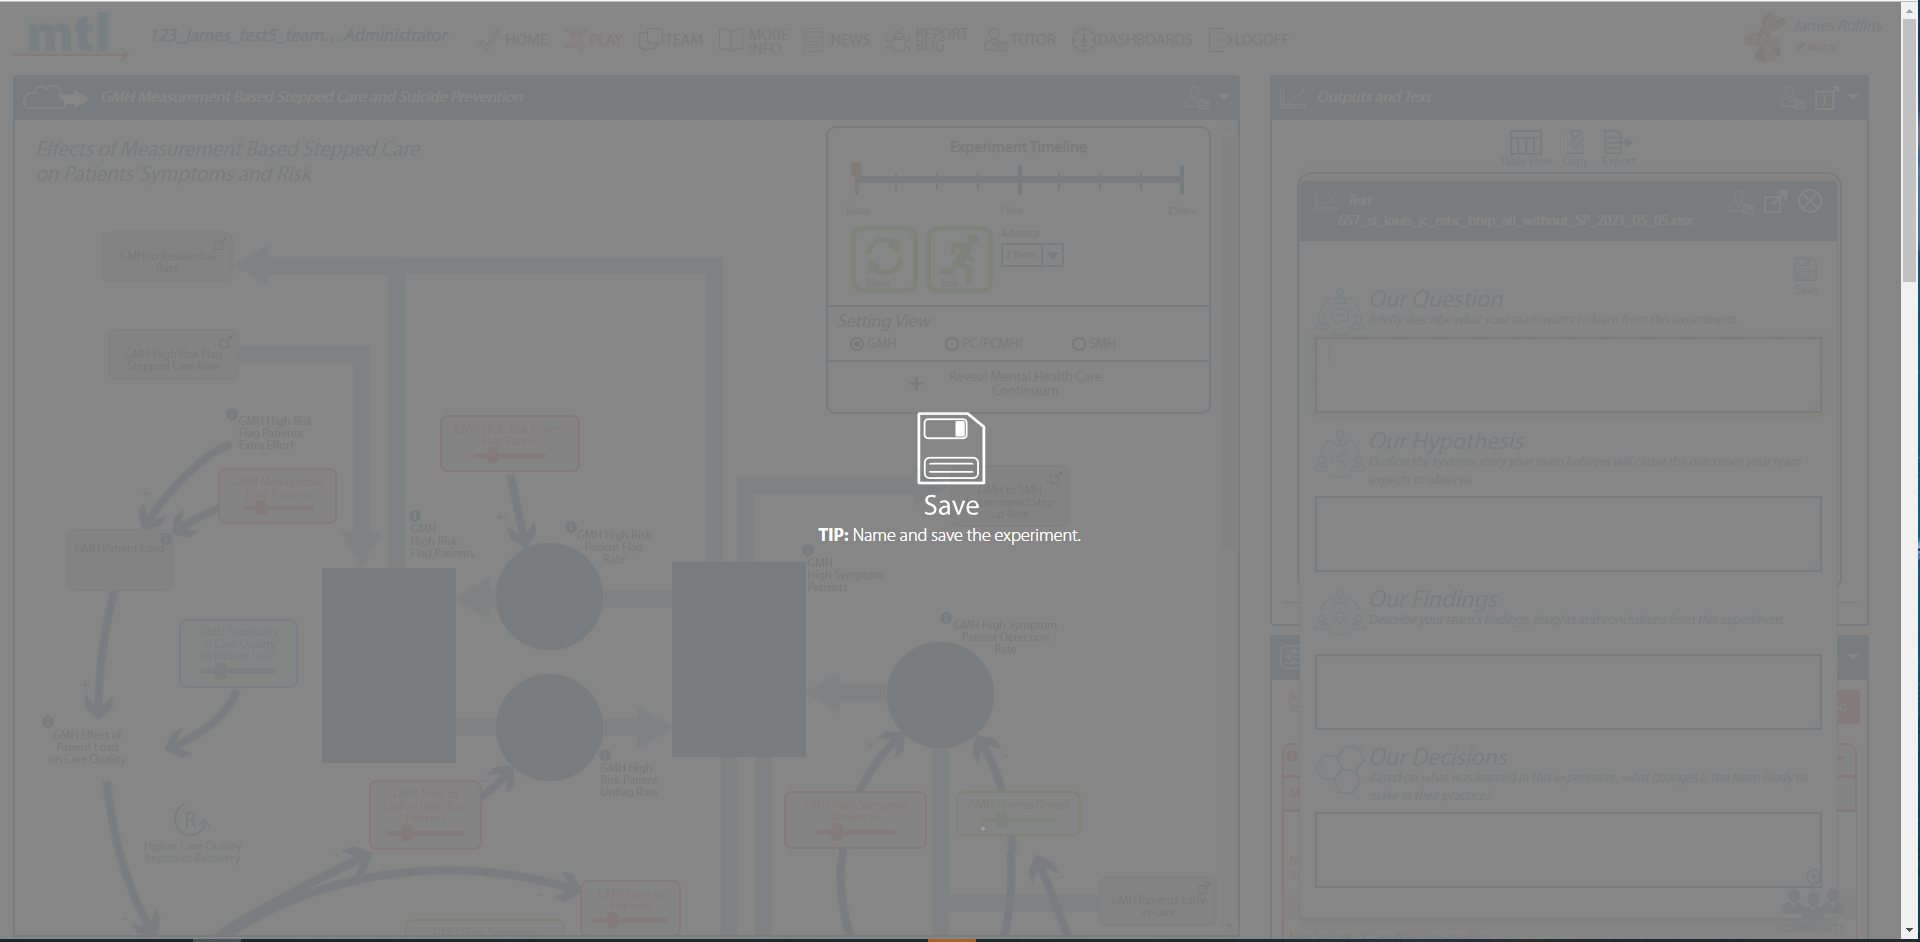 mtl
123_james_test5_team... Administrator
HOME
PLAY
TEAM
MORE
INFO
NEWS
REPORT
BUG
TUTOR
DASHBOARDS
LOGOFF
James Rollins
GMH Measurement Based Stepped Care and Suicide Prevention
Effects of Measurement Based Stepped Care
on Patients' Symptoms and Risk
Experiment Timeline
Today
1 Year
2 Years
Reset
Run
Advance
2 Years
Setting View
GMH
PC/PCMHI
SMH
+
Reveal Mental Health Care
Continuum
GMH to Residential
Rate
GMH High Risk Flag
Stepped Care Rate
GMH High Risk
Flag Patients
Extra Effort
GMH Manageable
Total Patients
GMH High Risk Patient
Flag Rate %
GMH Patient Load
GMH
High Risk
Flag Patients
GMH High Risk
Patient Flag
Rate
GMH to SMH
Recommend Step
up Rate
GMH
High Symptom
Patients
GMH Sensitivity
of Care Quality
to Patient Load
GMH High Symptom
Patient Detection
Rate
GMH Effect of
Patient Load
on Care Quality
GMH High
Risk Patient
Unflag Rate
GMH Time to
Unflag High Risk
Patients
R
Higher Care Quality
Improves Recovery
GMH High Symptom
Patient %
GMH Time to Detect
GMH Time to
Improve
GMH Patients Early
in Care
GMH High Symptom
Save
TIP: Name and save the experiment.
Outputs and Text
Table View
Copy
Export
Text
657_st_louis_jc_mhc_bhip_all_without_SP_2021_05_05.xlsx
Save
Our Question
Briefly describe what your team wants to learn from this experiment.
Our Hypothesis
Outline the systems story your team believes will cause the outcomes your team
expects to observe.
Our Findings
Describe your team's findings, insights and conclusions from this experiment.
Our Decisions
Based on what was learned in this experiment, what changes is the team ready to
make in their practice?
COMMUNITY